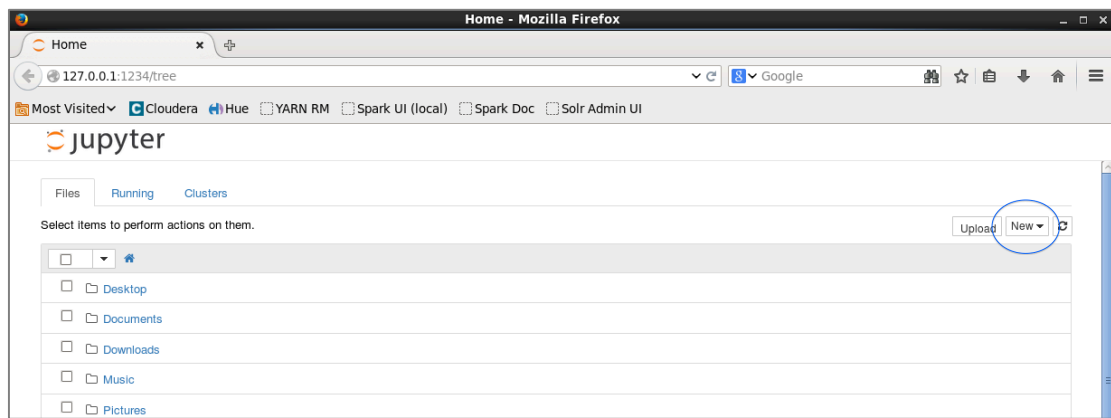 Home - Mozilla Firefox
Home
127.0.0.1:1234/tree
8 Google
Most Visited C Cloudera Hue YARN RM Spark UI (local) Spark Doc Solr Admin UI
jupyter
Files Running Clusters
Select items to perform actions on them.
Upload New
Desktop
Documents
Downloads
Music
Pictures